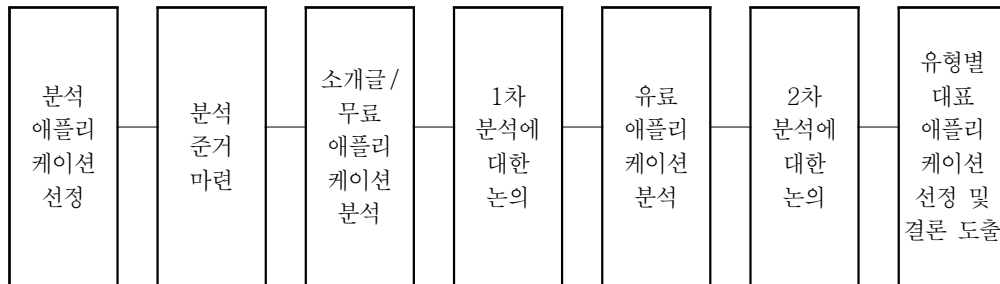 분석
애플리
케이션
선정
분석
준거
마련
소개글/
무료
애플리
케이션
분석
1차
분석에
대한
논의
유료
애플리
케이션
분석
2차
분석에
대한
논의
유형별
대표
애플리
케이션
선정 및
결론 도출